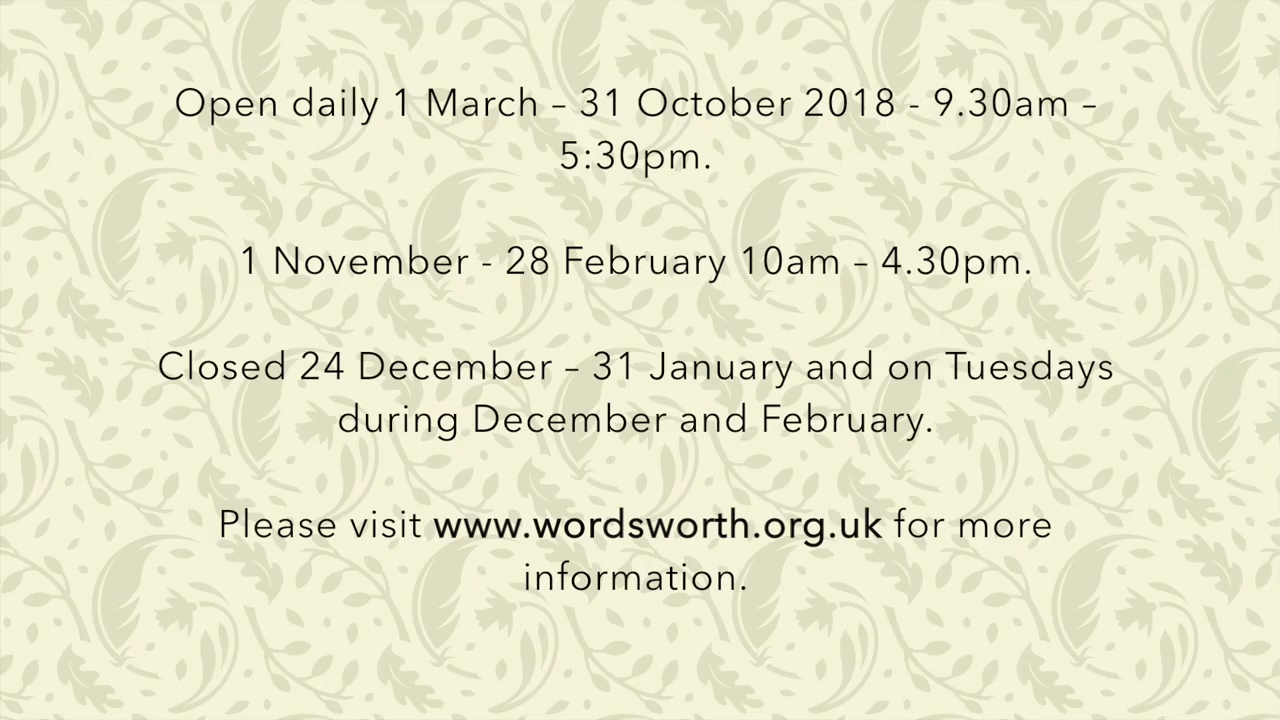 Open daily 1 March – 31 October 2018 - 9.30am –
5:30pm.
1 November - 28 February 10am – 4.30pm.
Closed 24 December – 31 January and on Tuesdays
during December and February.
Please visit www.wordsworth.org.uk for more
information.